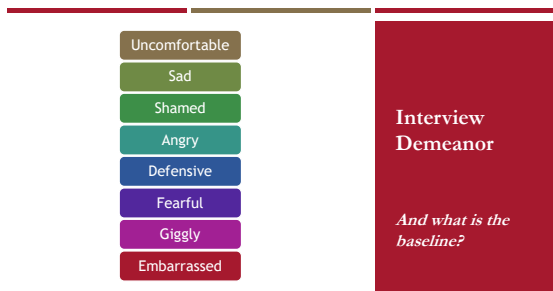 Uncomfortable
Sad
Shamed
Angry
Defensive
Fearful
Giggly
Embarrassed
Interview
Demeanor
And what is the
baseline?